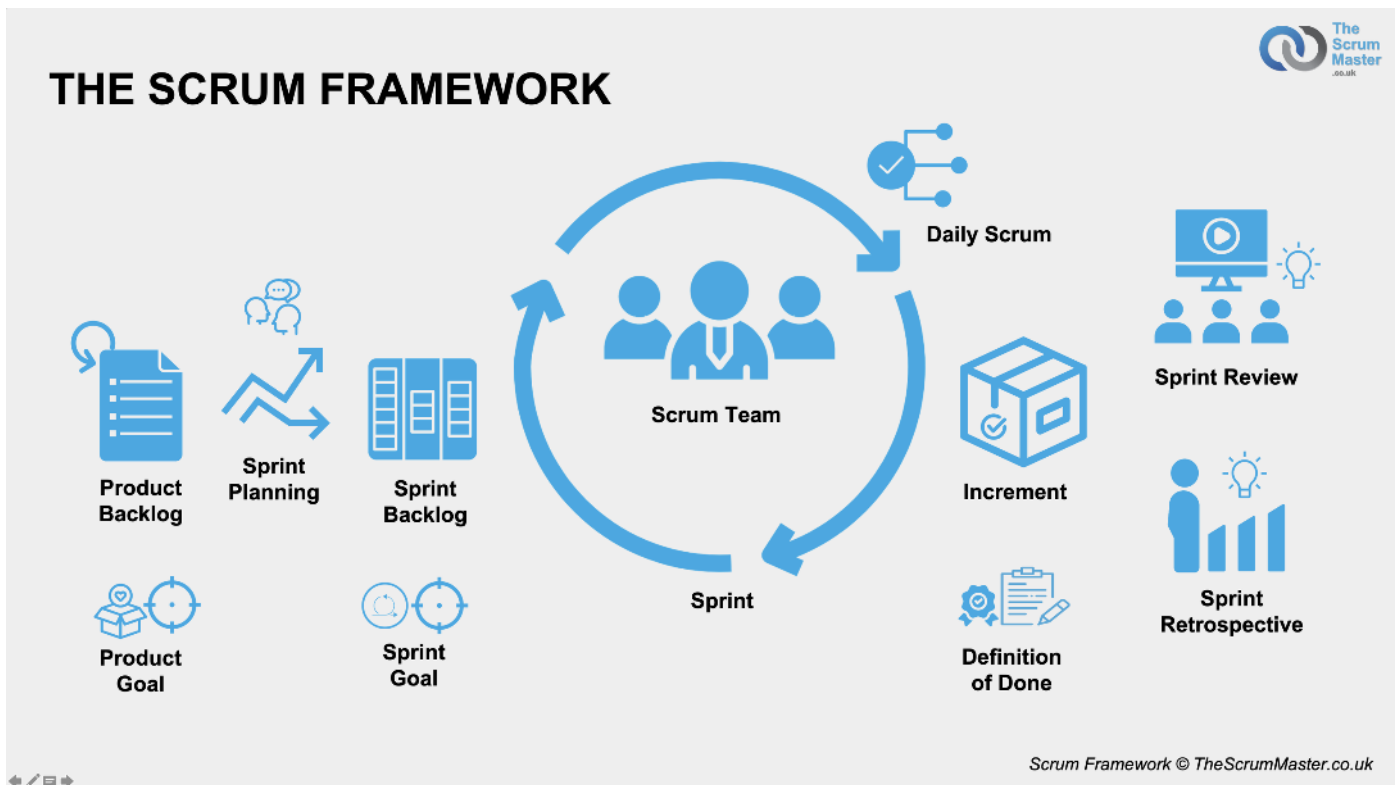 The
Scrum
Master
.co.uk
THE SCRUM FRAMEWORK
Daily Scrum
Sprint Review
Scrum Team
Sprint
Planning
Product
Backlog
Sprint
Backlog
Increment
Sprint
Sprint
Retrospective
Product
Goal
Sprint
Goal
Definition
of Done
Scrum Framework © TheScrumMaster.co.uk